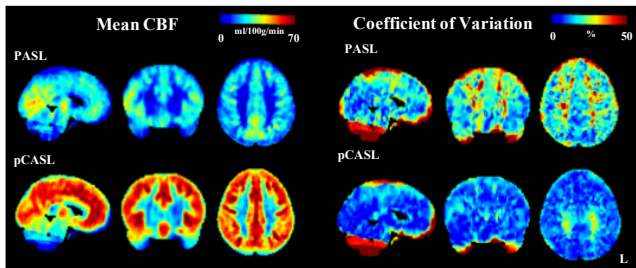 Mean CBF
ml/100g/min
0 70
PASL
pCASL
Coefficient of Variation
%
0 50
PASL
pCASL
L